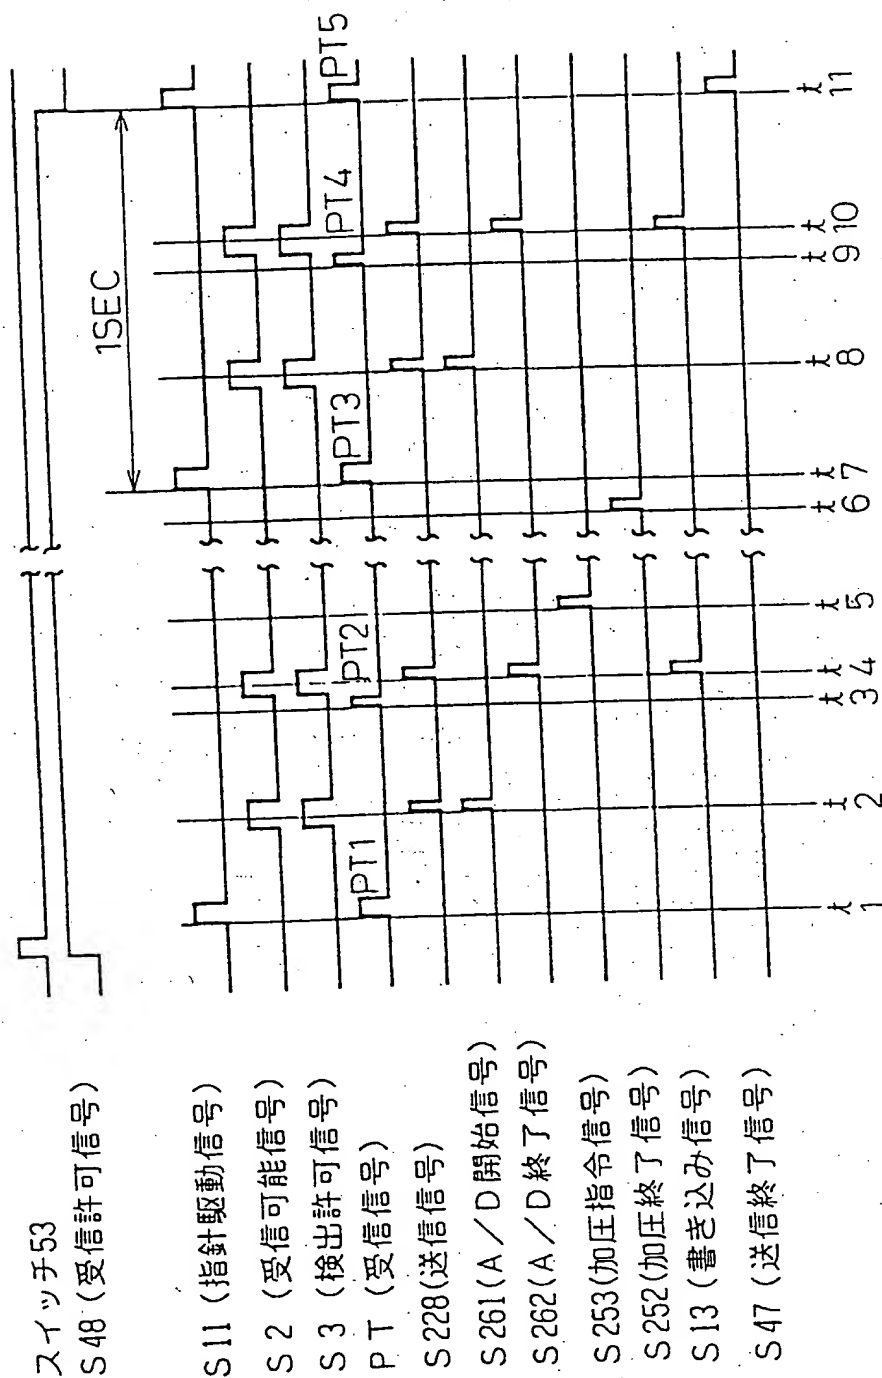 スイッチ53
S48(受信許可信号)
S11(指針駆動信号)
S2(受信可能信号)
S3(検出許可信号)
PT(受信信号)
S228(送信信号)
S261(A/D開始信号)
S262(A/D終了信号)
S253(加圧指令信号)
S252(加圧終了信号)
S13(書き込み信号)
S47(送信終了信号)
1SEC
PT1
PT2
PT3
PT4
PT5
t1
t2
t3
t4
t5
t6
t7
t8
t9
t10
t11